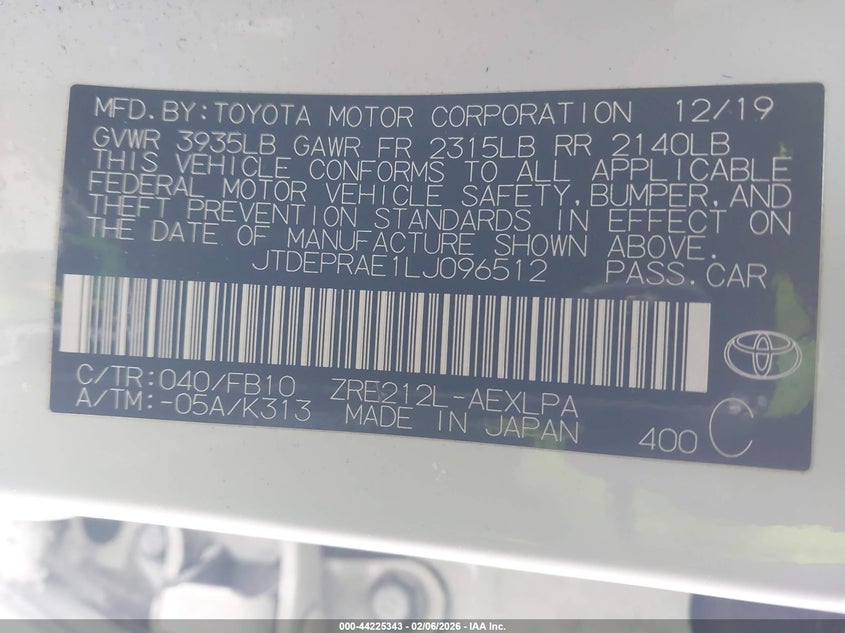 MFD.BY:TOYOTA MOTOR CORPORATION 12/19
GVWR 3935LB GAWR FR 2315LB RR 2140LB
THIS VEHICLE CONFORMS TO ALL APPLICABLE
FEDERAL MOTOR VEHICLE SAFETY,BUMPER,AND
THEFT PREVENTION STANDARDS IN EFFECT ON
THE DATE OF MANUFACTURE SHOWN ABOVE.
JTDEPRAE1LJ096512 PASS.CAR
C/TR:040/FB10 ZRE212L-AEXLPA
A/TM:-05A/K313 MADE IN JAPAN 400 C
000-44225343 - 02/06/2026 - IAA Inc.